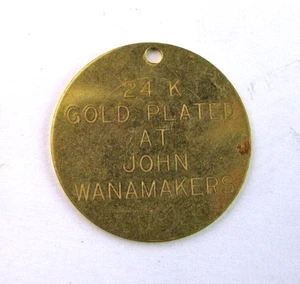 24 K
GOLD PLATED
AT
JOHN
WANAMAKERS